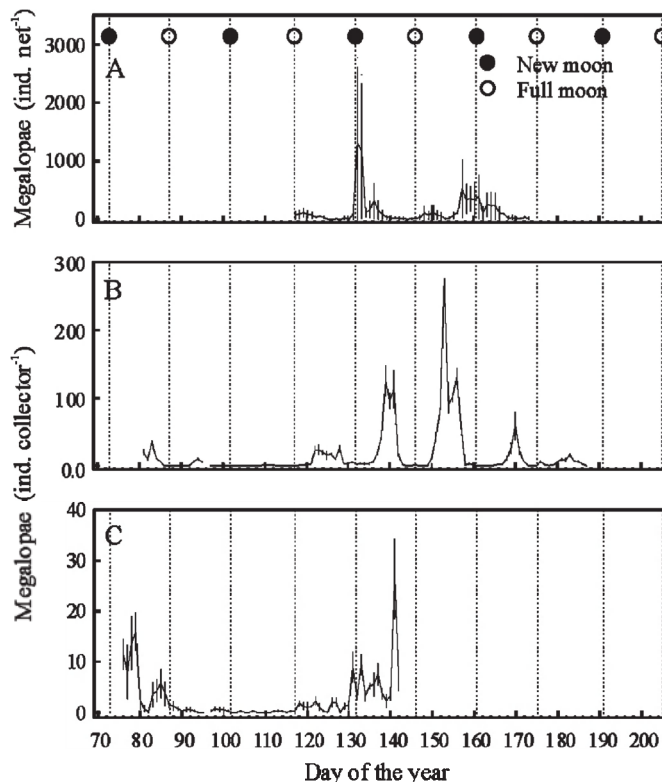 3000
2000
1000
0
Megalopae (ind. net⁻¹)
A
New moon
Full moon
300
200
100
0.0
B
Megalopae (ind. collector⁻¹)
40
30
20
10
0
C
70 80 90 100 110 120 130 140 150 160 170 180 190 200
Day of the year